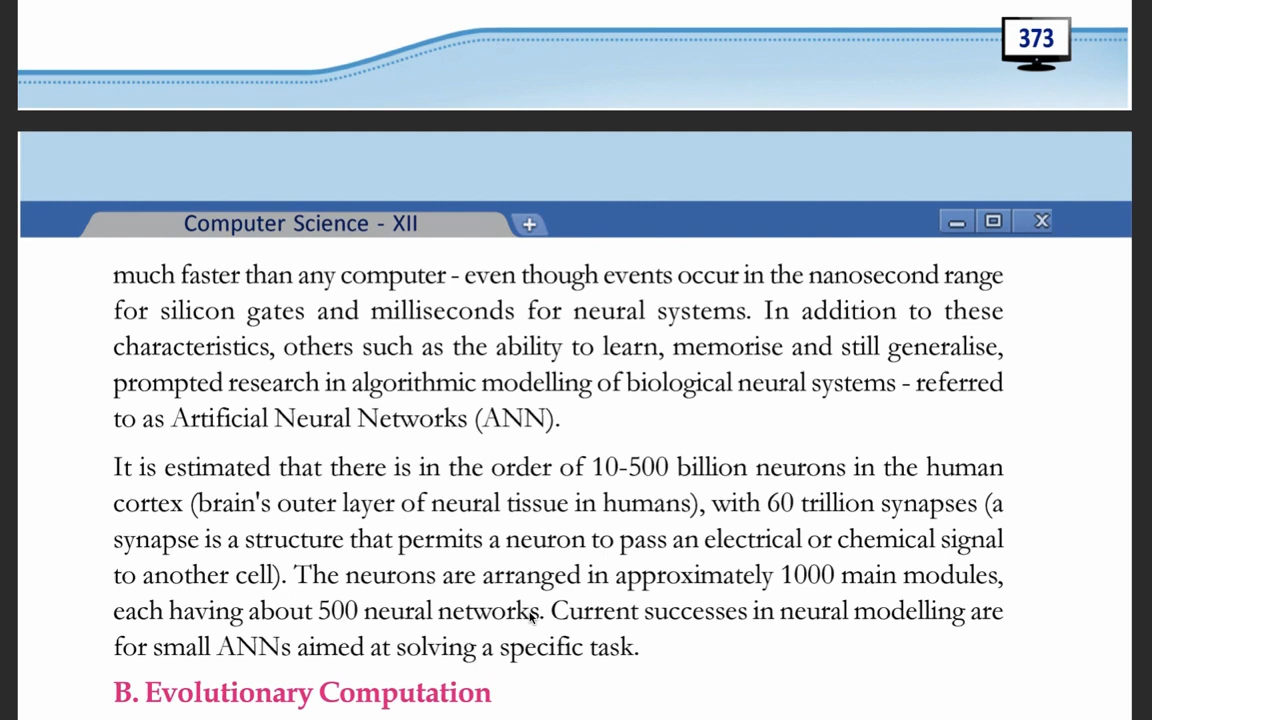 373
Computer Science - XII
much faster than any computer - even though events occur in the nanosecond range
for silicon gates and milliseconds for neural systems. In addition to these
characteristics, others such as the ability to learn, memorise and still generalise,
prompted research in algorithmic modelling of biological neural systems - referred
to as Artificial Neural Networks (ANN).
It is estimated that there is in the order of 10-500 billion neurons in the human
cortex (brain's outer layer of neural tissue in humans), with 60 trillion synapses (a
synapse is a structure that permits a neuron to pass an electrical or chemical signal
to another cell). The neurons are arranged in approximately 1000 main modules,
each having about 500 neural networks. Current successes in neural modelling are
for small ANNs aimed at solving a specific task.
B. Evolutionary Computation